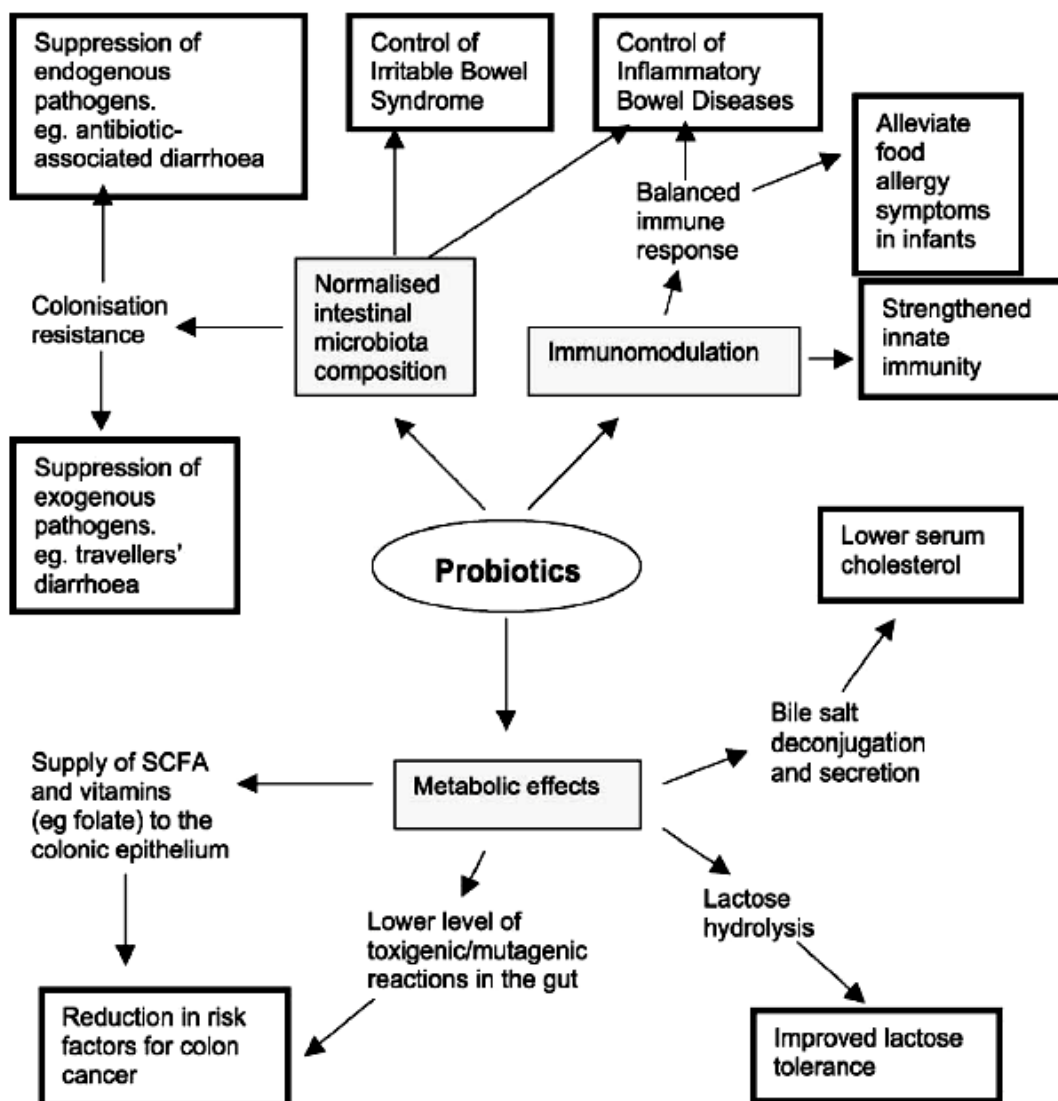 Suppression of
endogenous
pathogens.
eg. antibiotic-
associated diarrhoea
Control of
Irritable Bowel
Syndrome
Control of
Inflammatory
Bowel Diseases
Alleviate
food
allergy
symptoms
in infants
Balanced
immune
response
Colonisation
resistance
Normalised
intestinal
microbiota
composition
Immunomodulation
Strengthened
innate
immunity
Suppression of
exogenous
pathogens.
eg. travellers'
diarrhoea
Probiotics
Lower serum
cholesterol
Bile salt
deconjugation
and secretion
Supply of SCFA
and vitamins
(eg folate) to the
colonic epithelium
Metabolic effects
Lactose
hydrolysis
Lower level of
toxigenic/mutagenic
reactions in the gut
Reduction in risk
factors for colon
cancer
Improved lactose
tolerance